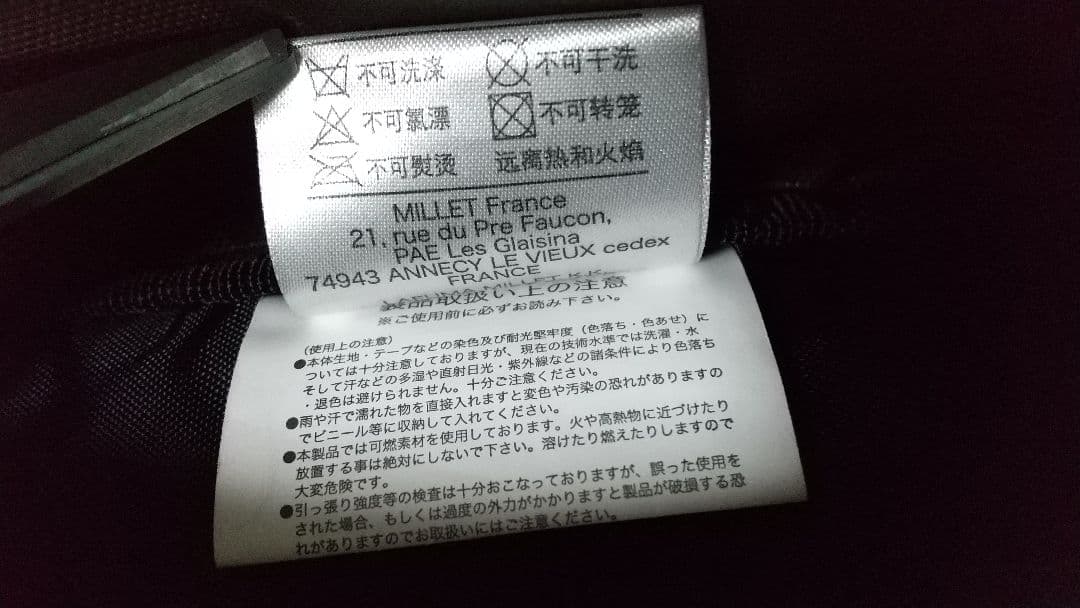 不可洗涤 不可干洗
不可氯漂 不可转笼
不可熨烫 远离热和火焰
MILLET France
21, rue du Pre Faucon,
PAE Les Glaisina
74943 ANNECY LE VIEUX cedex
FRANCE
MILLET K.K.
製品取扱い上の注意
※ご使用前に必ずお読み下さい。
（使用上の注意）
●本体生地・テープなどの染色及び耐光堅牢度（色落ち・色あせ）に
ついては十分注意しておりますが、現在の技術水準では洗濯・水
そして汗などの多湿や直射日光・紫外線などの諸条件により色落ち
・退色は避けられません。十分ご注意ください。
●雨や汗で濡れた物を直接入れますと変色や汚染の恐れがありますの
でビニール等に収納して入れてください。
●本製品では可燃素材を使用しております。火や高熱物に近づけたり
放置する事は絶対にしないで下さい。溶けたり燃えたりしますので
大変危険です。
●引っ張り強度等の検査は十分おこなっておりますが、誤った使用を
された場合、もしくは過度の外力がかかりますと製品が破損する恐
れがありますのでお取扱いにはご注意ください。